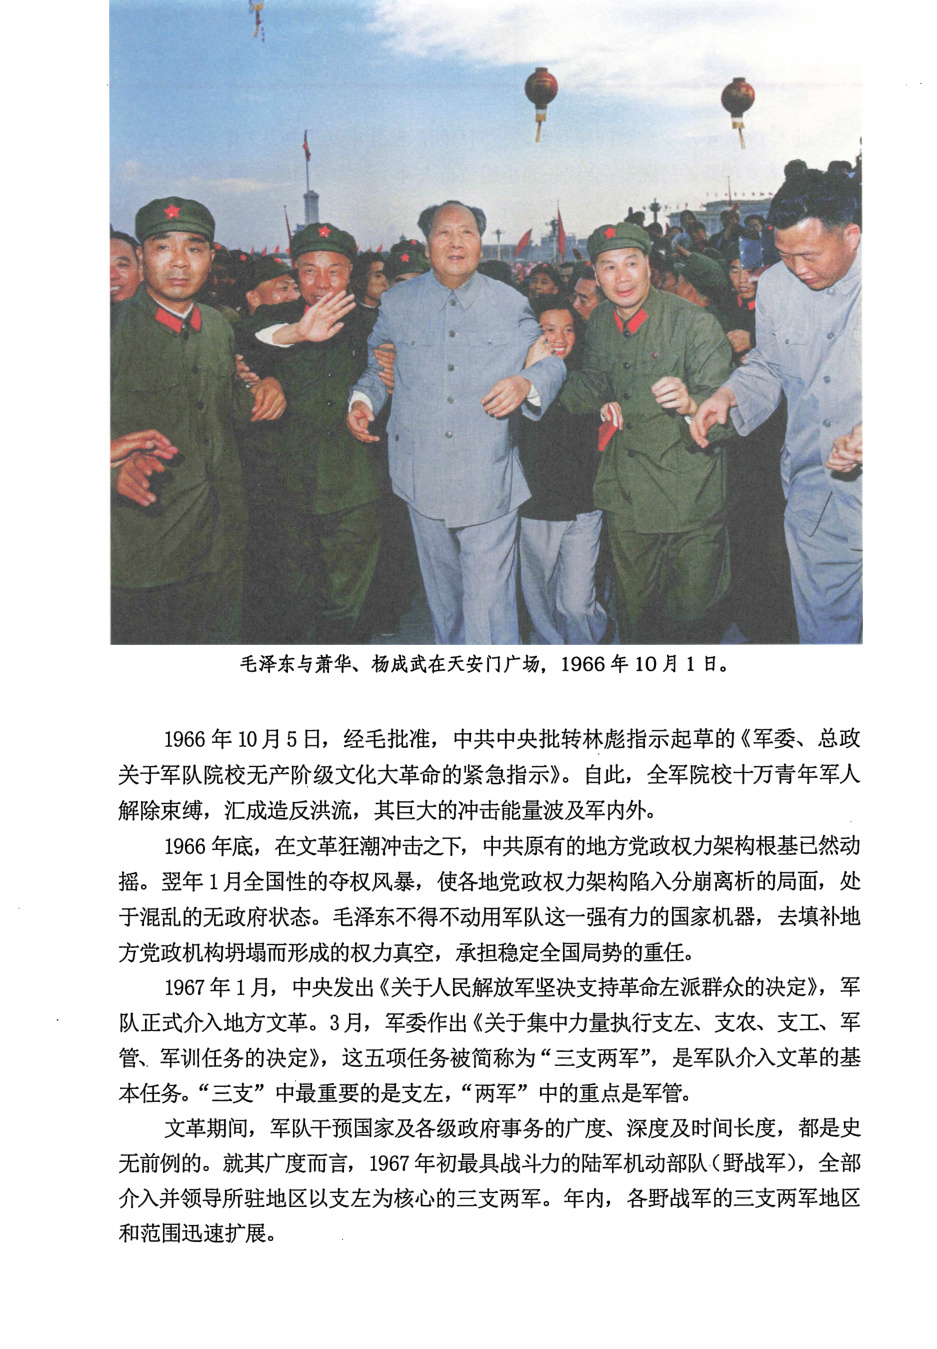 毛泽东与萧华、杨成武在天安门广场，1966 年 10 月 1 日。
1966 年 10 月 5 日，经毛批准，中共中央批转林彪指示起草的《军委、总政
关于军队院校无产阶级文化大革命的紧急指示》。自此，全军院校十万青年军人
解除束缚，汇成造反洪流，其巨大的冲击能量波及军内外。
1966 年底，在文革狂潮冲击之下，中共原有的地方党政权力架构根基已然动
摇。翌年 1 月全国性的夺权风暴，使各地党政权力架构陷入分崩离析的局面，处
于混乱的无政府状态。毛泽东不得不动用军队这一强有力的国家机器，去填补地
方党政机构坍塌而形成的权力真空，承担稳定全国局势的重任。
1967 年 1 月，中央发出《关于人民解放军坚决支持革命左派群众的决定》，军
队正式介入地方文革。3 月，军委作出《关于集中力量执行支左、支农、支工、军
管、军训任务的决定》，这五项任务被简称为“三支两军”，是军队介入文革的基
本任务。“三支”中最重要的是支左，“两军”中的重点是军管。
文革期间，军队干预国家及各级政府事务的广度、深度及时间长度，都是史
无前例的。就其广度而言，1967 年初最具战斗力的陆军机动部队（野战军），全部
介入并领导所驻地区以支左为核心的三支两军。年内，各野战军的三支两军地区
和范围迅速扩展。